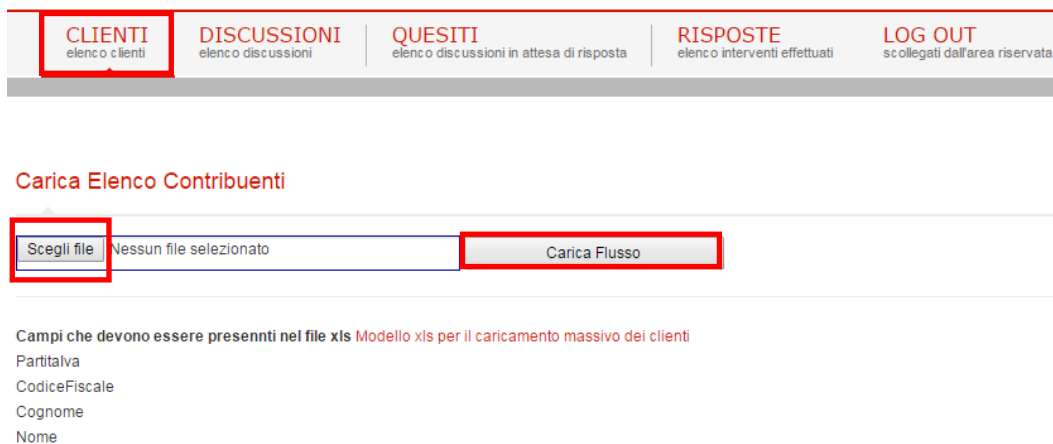 CLIENTI DISCUSSIONI QUESITI RISPOSTE LOG OUT
elenco clienti elenco discussioni elenco discussioni in attesa di risposta elenco interventi effettuati scollegati dall'area riservata
Carica Elenco Contribuenti
Scegli file Nessun file selezionato Carica Flusso
Campi che devono essere presennti nel file xls Modello xls per il caricamento massivo dei clienti
PartitaIva
CodiceFiscale
Cognome
Nome